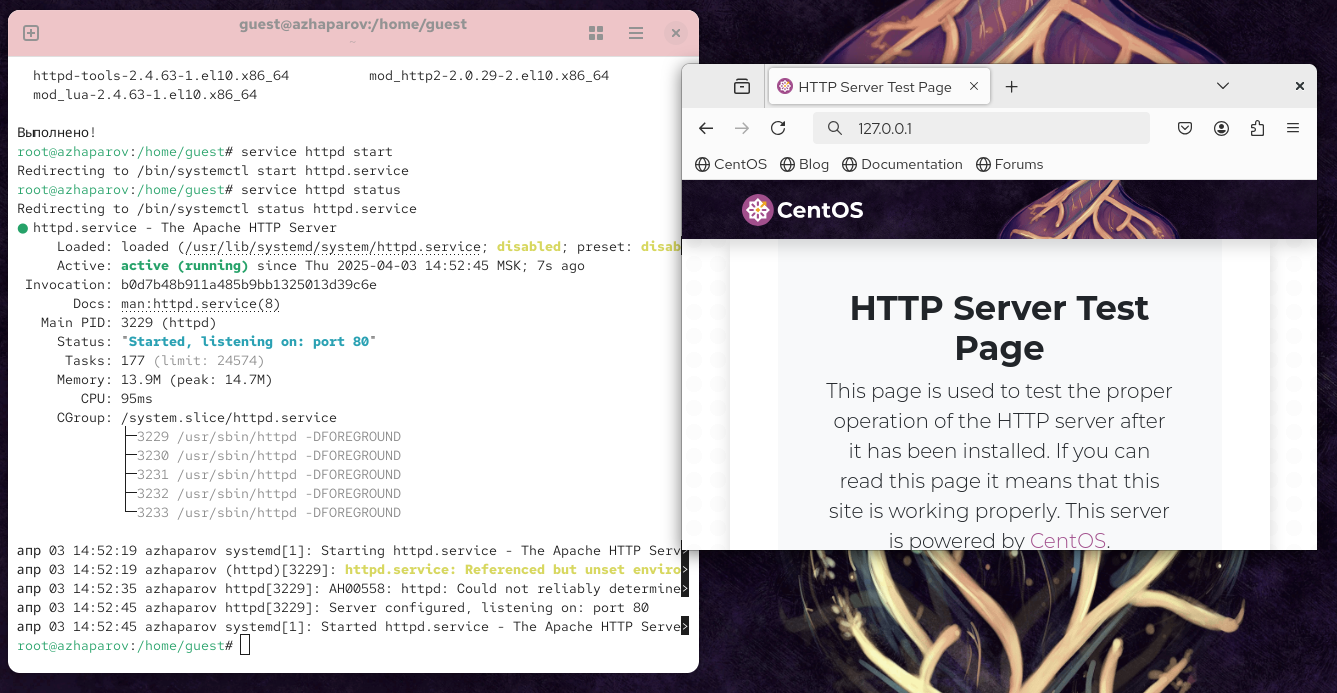 guest@azhaparov:/home/guest
httpd-tools-2.4.63-1.el10.x86_64 mod_http2-2.0.29-2.el10.x86_64
mod_lua-2.4.63-1.el10.x86_64
Выполнено!
root@azhaparov:/home/guest# service httpd start
Redirecting to /bin/systemctl start httpd.service
root@azhaparov:/home/guest# service httpd status
Redirecting to /bin/systemctl status httpd.service
● httpd.service - The Apache HTTP Server
Loaded: loaded (/usr/lib/systemd/system/httpd.service; disabled; preset: disab
Active: active (running) since Thu 2025-04-03 14:52:45 MSK; 7s ago
Invocation: b0d7b48b911a485b9bb1325013d39c6e
Docs: man:httpd.service(8)
Main PID: 3229 (httpd)
Status: "Started, listening on: port 80"
Tasks: 177 (limit: 24574)
Memory: 13.9M (peak: 14.7M)
CPU: 95ms
CGroup: /system.slice/httpd.service
├─3229 /usr/sbin/httpd -DFOREGROUND
├─3230 /usr/sbin/httpd -DFOREGROUND
├─3231 /usr/sbin/httpd -DFOREGROUND
├─3232 /usr/sbin/httpd -DFOREGROUND
└─3233 /usr/sbin/httpd -DFOREGROUND
апр 03 14:52:19 azhaparov systemd[1]: Starting httpd.service - The Apache HTTP Serv
апр 03 14:52:19 azhaparov (httpd)[3229]: httpd.service: Referenced but unset enviro>
апр 03 14:52:35 azhaparov httpd[3229]: AH00558: httpd: Could not reliably determine>
апр 03 14:52:45 azhaparov httpd[3229]: Server configured, listening on: port 80
апр 03 14:52:45 azhaparov systemd[1]: Started httpd.service - The Apache HTTP Serve>
root@azhaparov:/home/guest#
HTTP Server Test Page
127.0.0.1
CentOS Blog Documentation Forums
CentOS
HTTP Server Test
Page
This page is used to test the proper
operation of the HTTP server after
it has been installed. If you can
read this page it means that this
site is working properly. This server
is powered by CentOS.